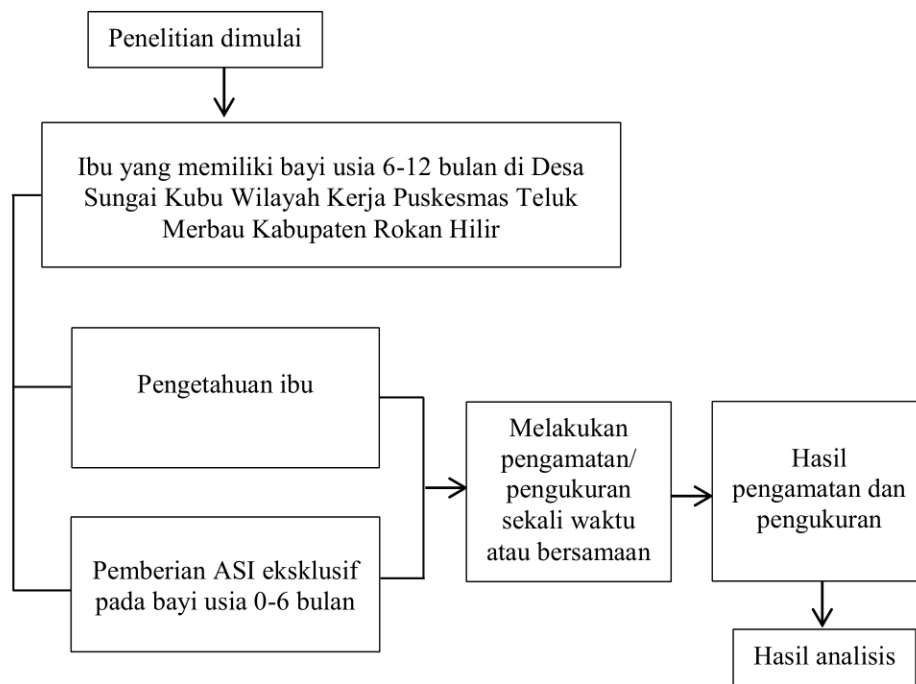 Penelitian dimulai
Ibu yang memiliki bayi usia 6-12 bulan di Desa
Sungai Kubu Wilayah Kerja Puskesmas Teluk
Merbau Kabupaten Rokan Hilir
Pengetahuan ibu
Pemberian ASI eksklusif
pada bayi usia 0-6 bulan
Melakukan
pengamatan/
pengukuran
sekali waktu
atau bersamaan
Hasil
pengamatan dan
pengukuran
Hasil analisis